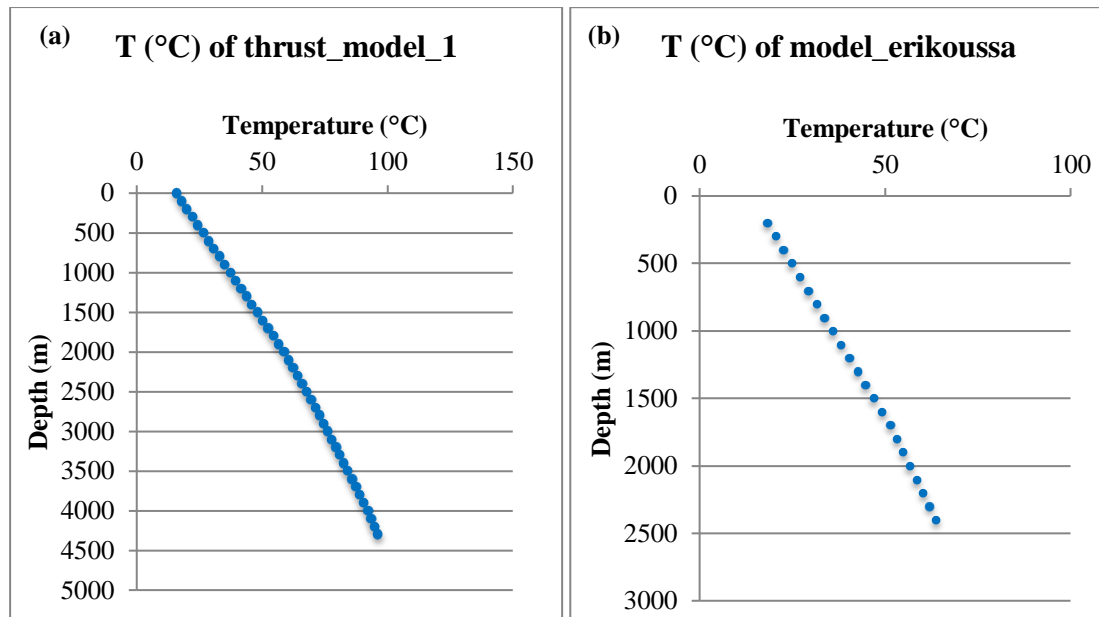 (a)
T (°C) of thrust_model_1
Temperature (°C)
0 50 100 150
0
500
1000
1500
2000
2500
3000
3500
4000
4500
5000
Depth (m)
(b)
T (°C) of model_erikoussa
Temperature (°C)
0 50 100
0
500
1000
1500
2000
2500
3000
Depth (m)